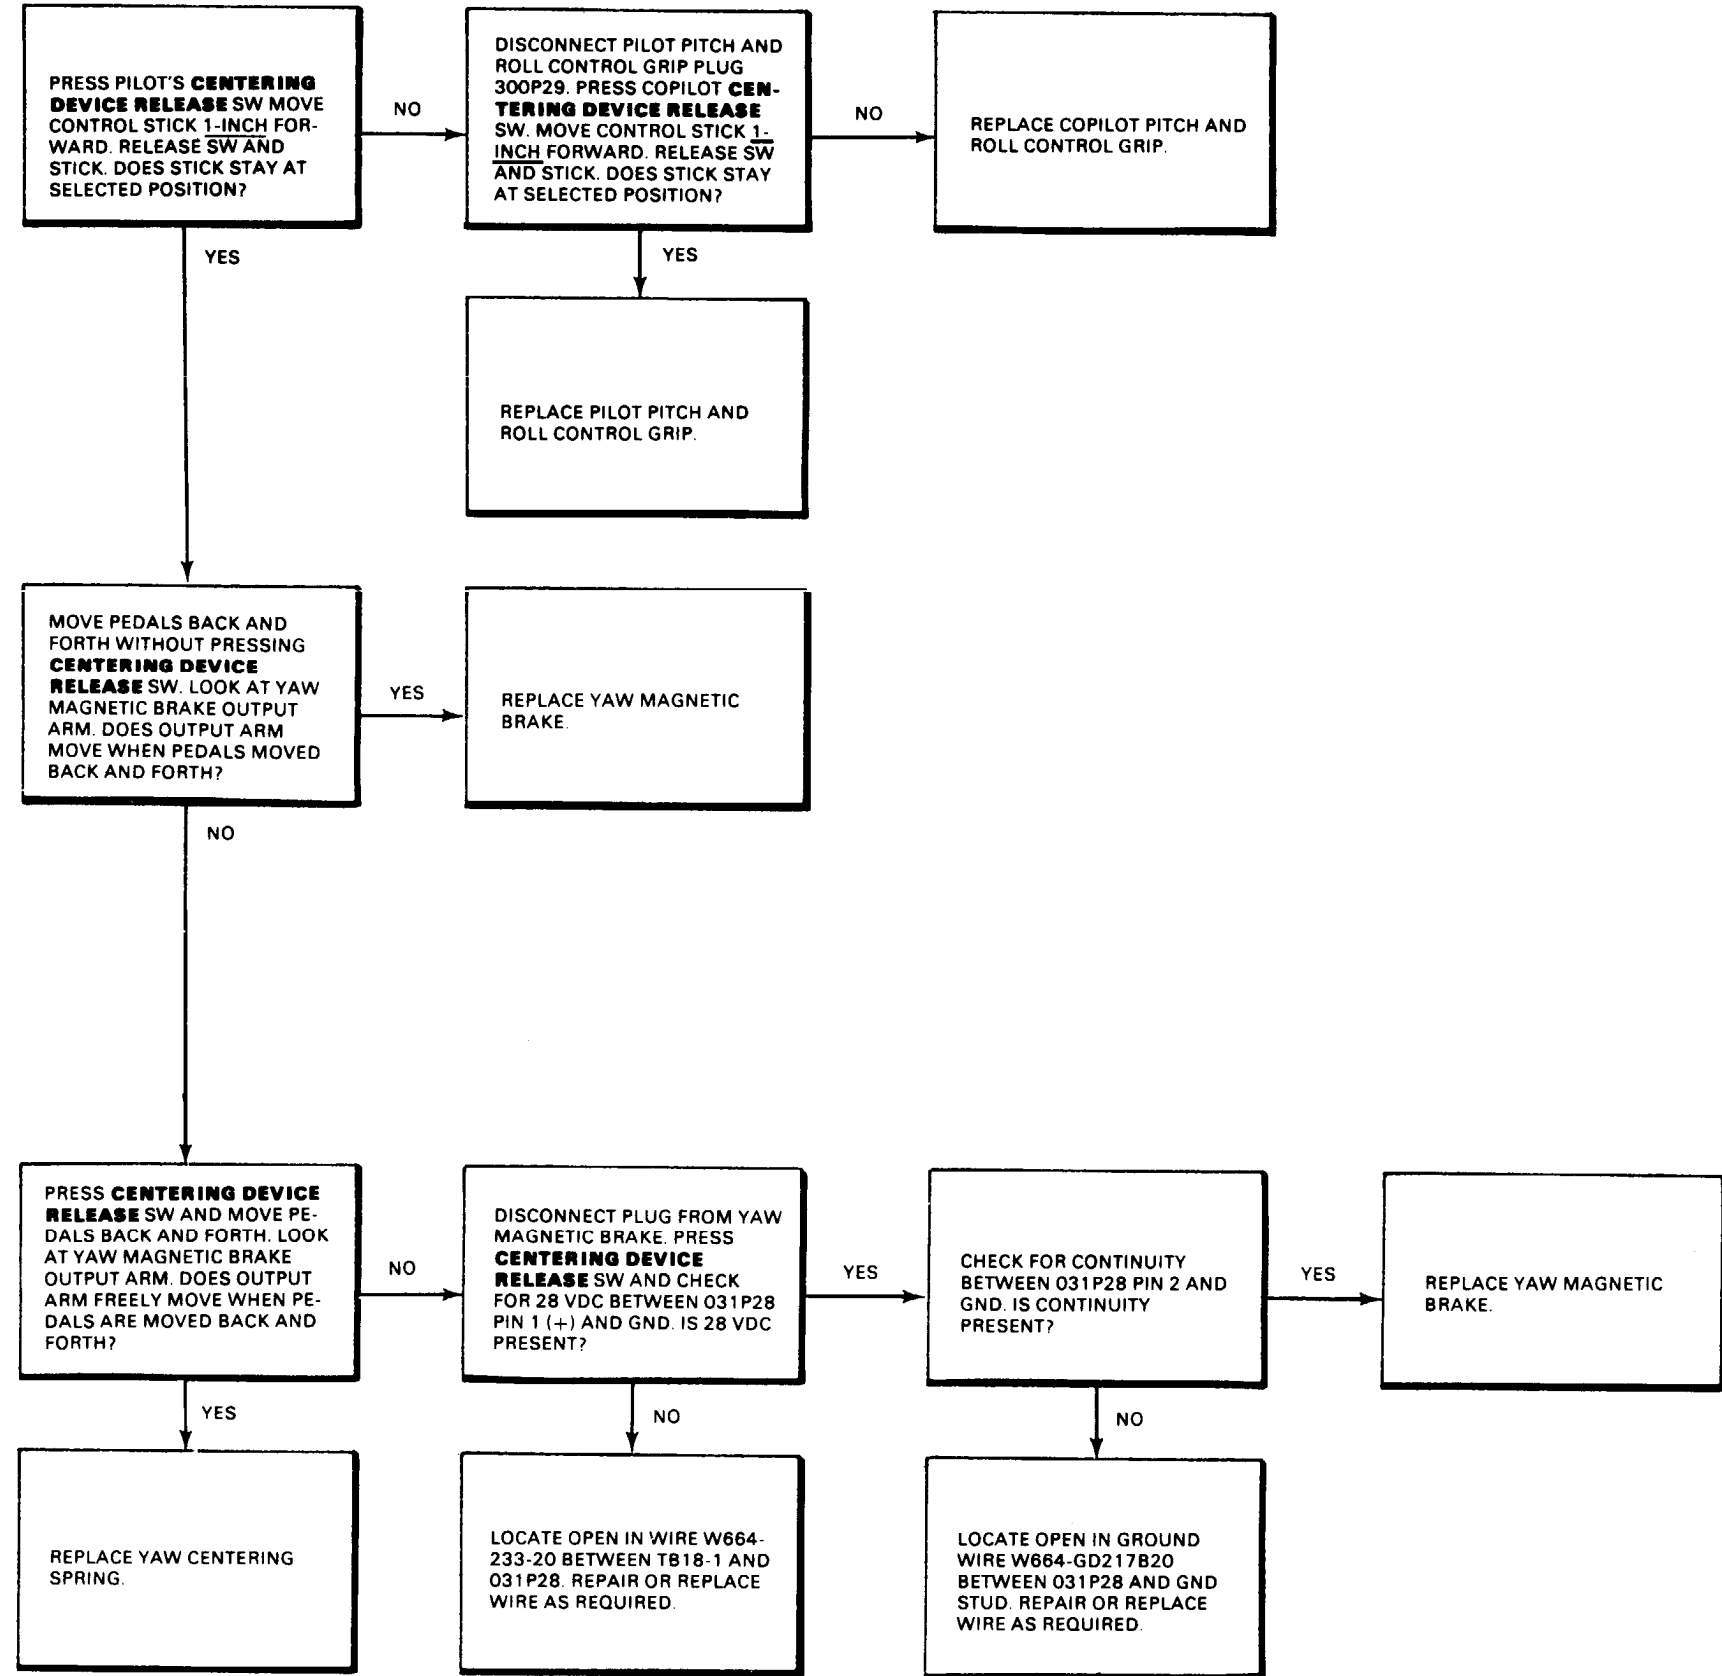 PRESS PILOT'S CENTERING
DEVICE RELEASE SW MOVE
CONTROL STICK 1-INCH FOR-
WARD. RELEASE SW AND
STICK. DOES STICK STAY AT
SELECTED POSITION?
NO
DISCONNECT PILOT PITCH AND
ROLL CONTROL GRIP PLUG
300P29. PRESS COPILOT CEN-
TERING DEVICE RELEASE
SW. MOVE CONTROL STICK 1-
INCH FORWARD. RELEASE SW
AND STICK. DOES STICK STAY
AT SELECTED POSITION?
NO
REPLACE COPILOT PITCH AND
ROLL CONTROL GRIP.
YES
YES
REPLACE PILOT PITCH AND
ROLL CONTROL GRIP.
MOVE PEDALS BACK AND
FORTH WITHOUT PRESSING
CENTERING DEVICE
RELEASE SW. LOOK AT YAW
MAGNETIC BRAKE OUTPUT
ARM. DOES OUTPUT ARM
MOVE WHEN PEDALS MOVED
BACK AND FORTH?
YES
REPLACE YAW MAGNETIC
BRAKE.
NO
PRESS CENTERING DEVICE
RELEASE SW AND MOVE PE-
DALS BACK AND FORTH. LOOK
AT YAW MAGNETIC BRAKE
OUTPUT ARM. DOES OUTPUT
ARM FREELY MOVE WHEN PE-
DALS ARE MOVED BACK AND
FORTH?
NO
DISCONNECT PLUG FROM YAW
MAGNETIC BRAKE. PRESS
CENTERING DEVICE
RELEASE SW AND CHECK
FOR 28 VDC BETWEEN 031P28
PIN 1 (+) AND GND. IS 28 VDC
PRESENT?
YES
CHECK FOR CONTINUITY
BETWEEN 031P28 PIN 2 AND
GND. IS CONTINUITY
PRESENT?
YES
REPLACE YAW MAGNETIC
BRAKE.
YES
NO
NO
REPLACE YAW CENTERING
SPRING.
LOCATE OPEN IN WIRE W664-
233-20 BETWEEN TB18-1 AND
031P28. REPAIR OR REPLACE
WIRE AS REQUIRED.
LOCATE OPEN IN GROUND
WIRE W664-GD217B20
BETWEEN 031P28 AND GND
STUD. REPAIR OR REPLACE
WIRE AS REQUIRED.